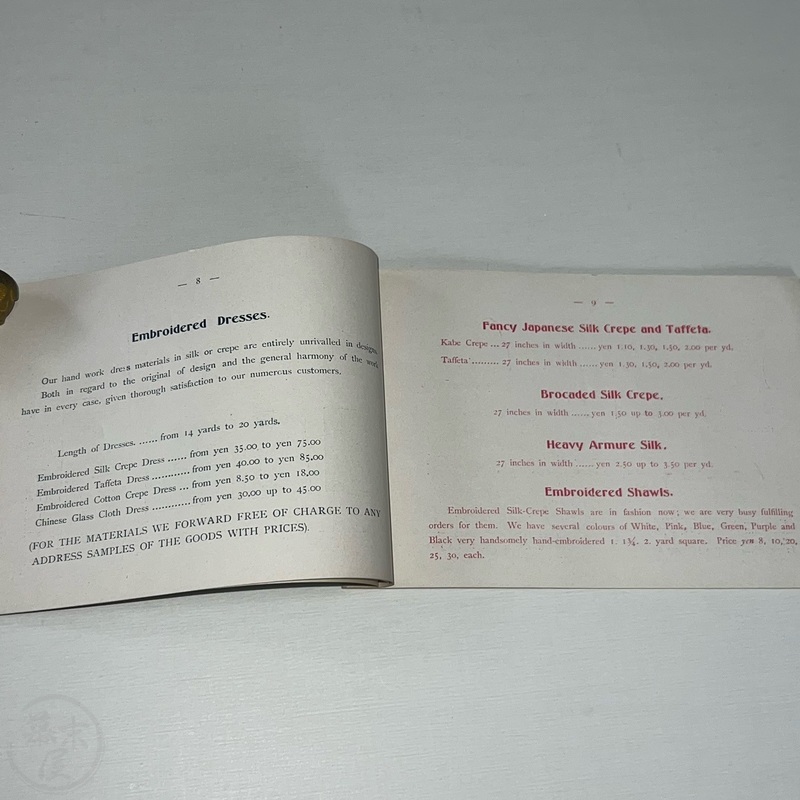 — 8 —
Embroidered Dresses.
Our hand work dress materials in silk or crepe are entirely unrivalled in designs.
Both in regard to the original of design and the general harmony of the work
have in every case, given thorough satisfaction to our numerous customers.
Length of Dresses. ...... from 14 yards to 20 yards.
Embroidered Silk Crepe Dress ...... from yen 35.00 to yen 75.00
Embroidered Taffeta Dress ............ from yen 40.00 to yen 85.00
Embroidered Cotton Crepe Dress ... from yen 8.50 to yen 18.00
Chinese Glass Cloth Dress ............ from yen 30.00 up to 45.00
(FOR THE MATERIALS WE FORWARD FREE OF CHARGE TO ANY
ADDRESS SAMPLES OF THE GOODS WITH PRICES).
— 9 —
Fancy Japanese Silk Crepe and Taffeta.
Kabe Crepe ... 27 inches in width ...... yen 1.10, 1.30, 1.50, 2.00 per yd.
Taffeta ......... 27 inches in width ...... yen 1.30, 1.50, 2.00 per yd.
Brocaded Silk Crepe.
27 inches in width ...... yen 1.50 up to 3.00 per yd.
Heavy Armure Silk.
27 inches in width ...... yen 2.50 up to 3.50 per yd.
Embroidered Shawls.
Embroidered Silk-Crepe Shawls are in fashion now; we are very busy fulfilling
orders for them. We have several colours of White, Pink, Blue, Green, Purple and
Black very handsomely hand-embroidered 1. 1¾. 2. yard square. Price yen 8, 10, 20,
25, 30, each.